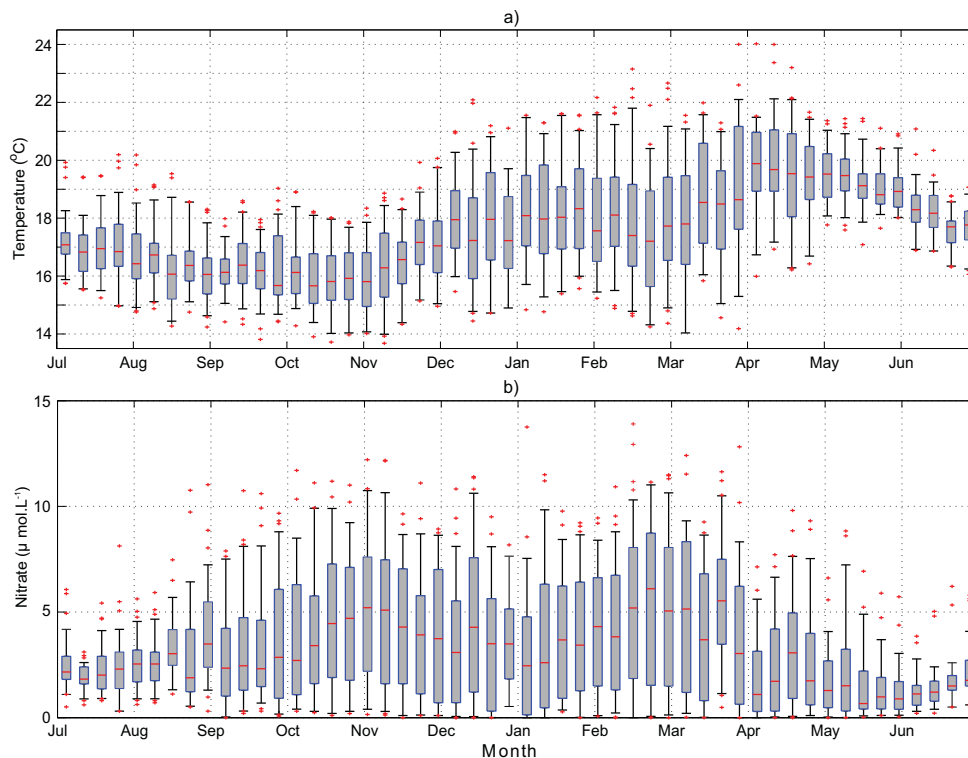 a)
24
22
20
18
16
14
Temperature (⁰C)
Jul Aug Sep Oct Nov Dec Jan Feb Mar Apr May Jun
b)
15
10
5
0
Nitrate (μ mol.L⁻¹)
Jul Aug Sep Oct Nov Dec Jan Feb Mar Apr May Jun
Month